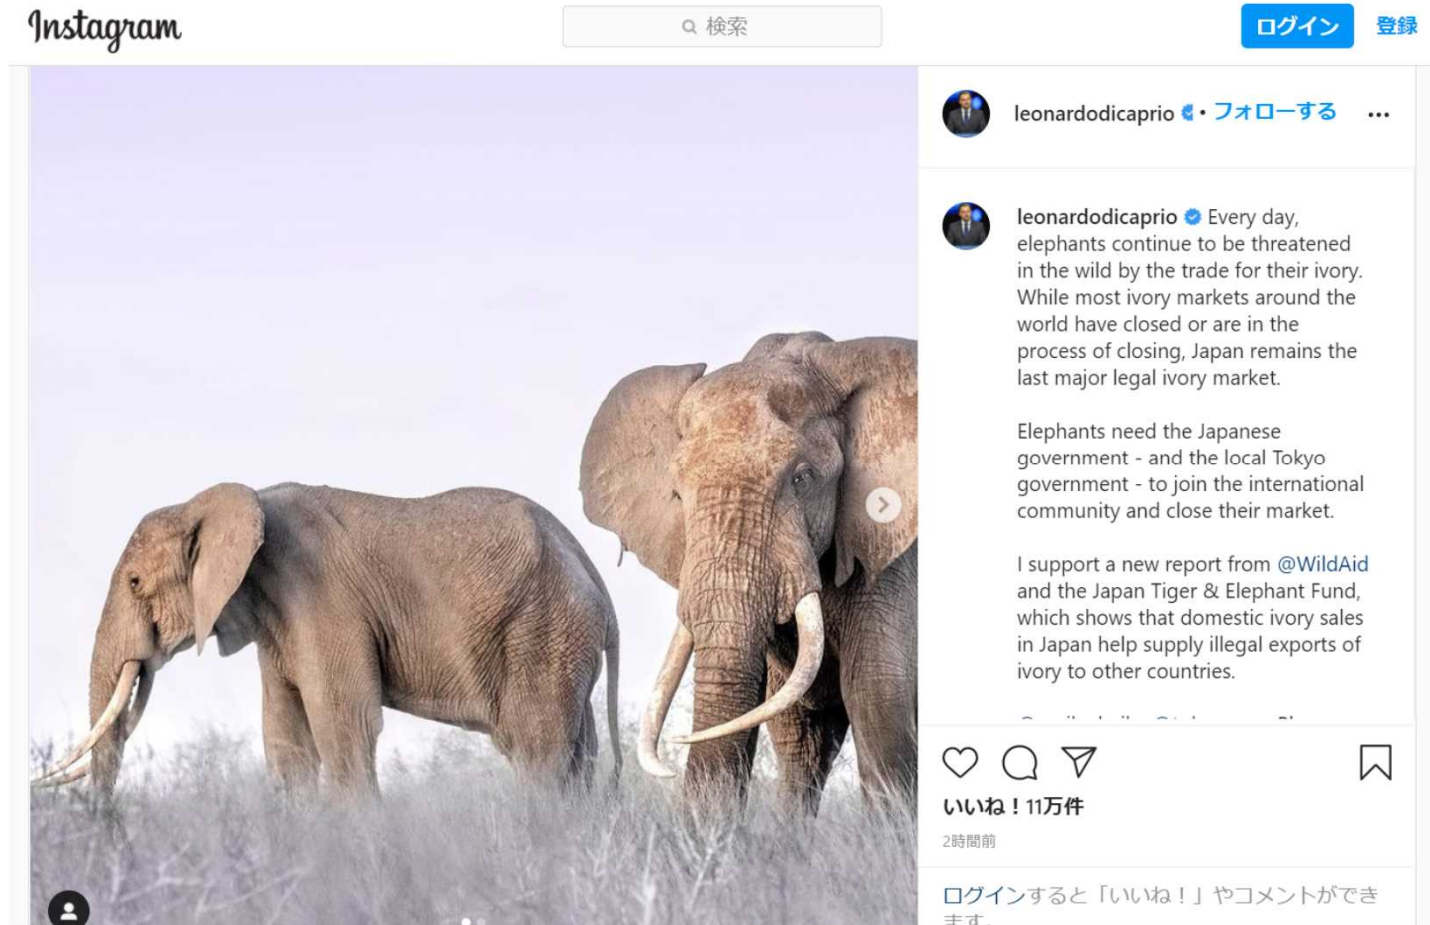 Instagram
検索
ログイン
登録
leonardodicaprio • フォローする
leonardodicaprio Every day,
elephants continue to be threatened
in the wild by the trade for their ivory.
While most ivory markets around the
world have closed or are in the
process of closing, Japan remains the
last major legal ivory market.
Elephants need the Japanese
government - and the local Tokyo
government - to join the international
community and close their market.
I support a new report from @WildAid
and the Japan Tiger & Elephant Fund,
which shows that domestic ivory sales
in Japan help supply illegal exports of
ivory to other countries.
いいね！11万件
2時間前
ログインすると「いいね！」やコメントができ
ます。